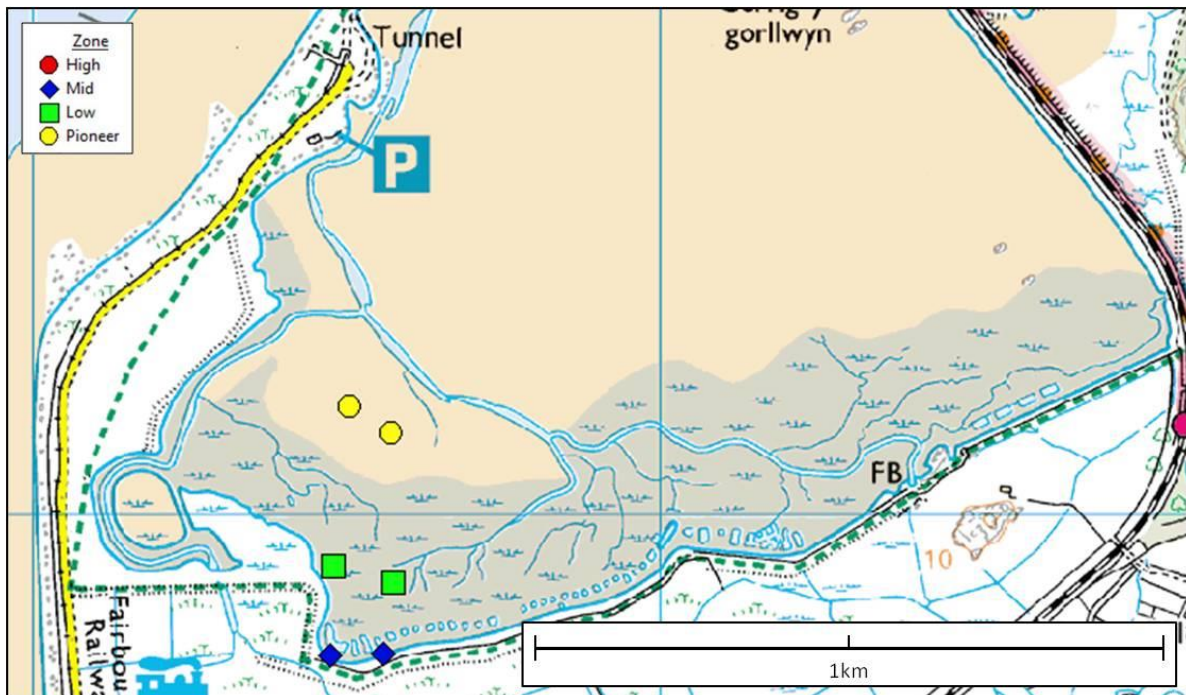 Zone
High
Mid
Low
Pioneer
Tunnel
gorllwyn
P
FB
10
Fairbou
Railwa
1km